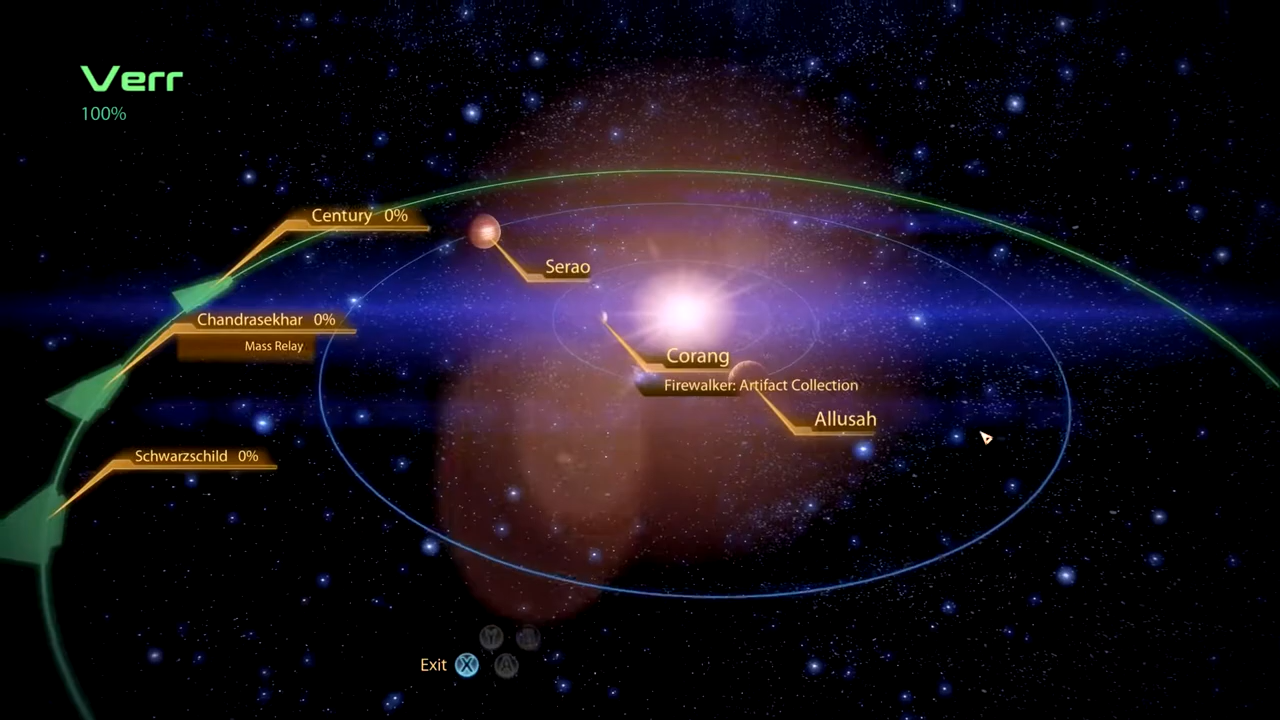 Verr
100%
Century 0%
Serao
Chandrasekhar 0%
Mass Relay
Corang
Firewalker: Artifact Collection
Allusah
Schwarzschild 0%
Y B
Exit X A